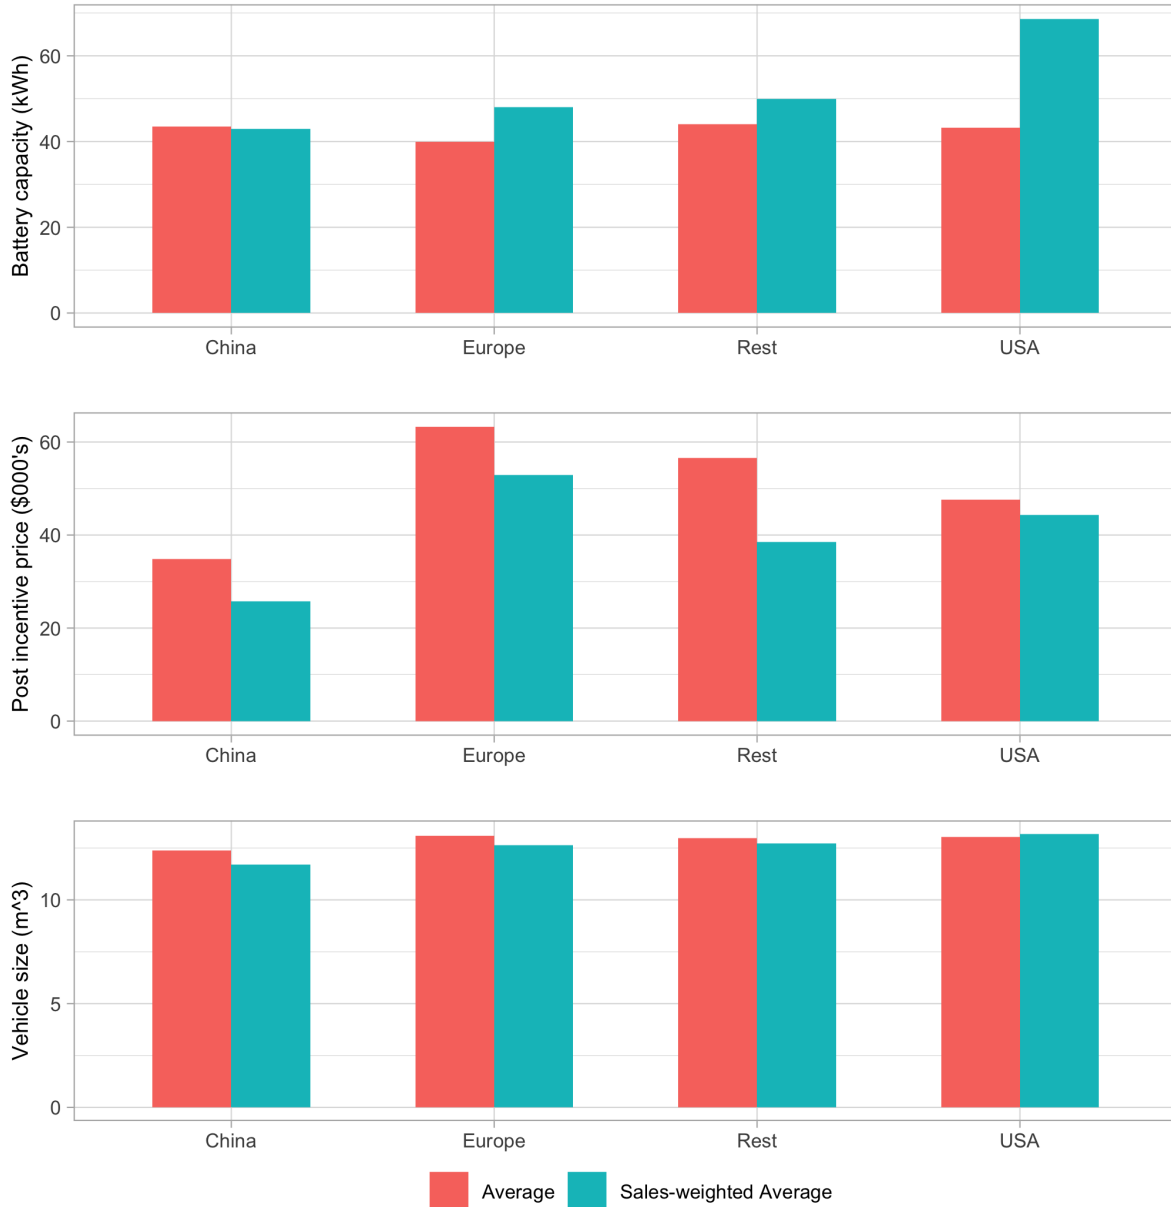 Battery capacity (kWh)
60
40
20
0
China Europe Rest USA
Post incentive price ($000's)
60
40
20
0
China Europe Rest USA
Vehicle size (m^3)
10
5
0
China Europe Rest USA
Average Sales-weighted Average